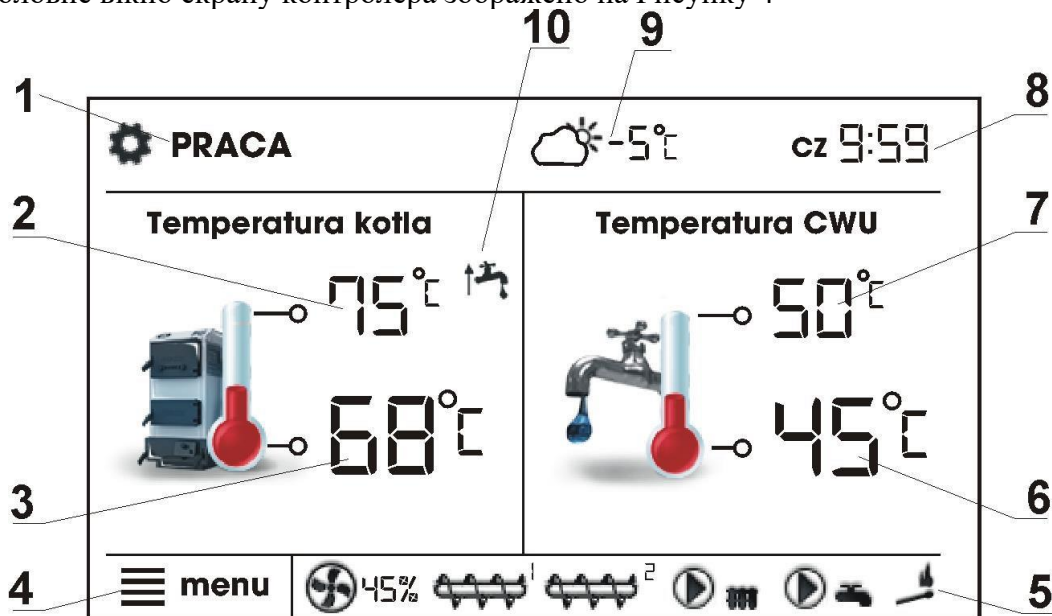 оловне вікно екрану контролера зображено на Рисунку 4
10 9
1 8
PRACA -5°C cz 9:59
2 Temperatura kotla Temperatura CWU 7
75°C 50°C
68°C 45°C
3 6
4 menu 45% 1 2 5